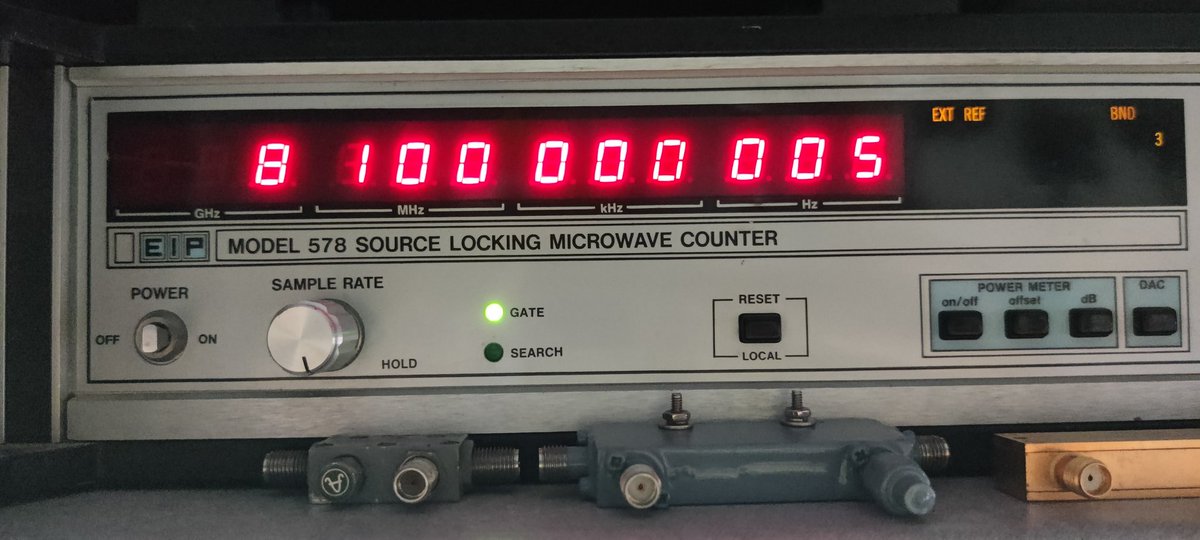 EXT REF BND
3
8 100 000 005
GHz MHz kHz Hz
EIP MODEL 578 SOURCE LOCKING MICROWAVE COUNTER
POWER
OFF ON
SAMPLE RATE
HOLD
GATE
SEARCH
RESET
LOCAL
POWER METER
on/off offset dB
DAC
A